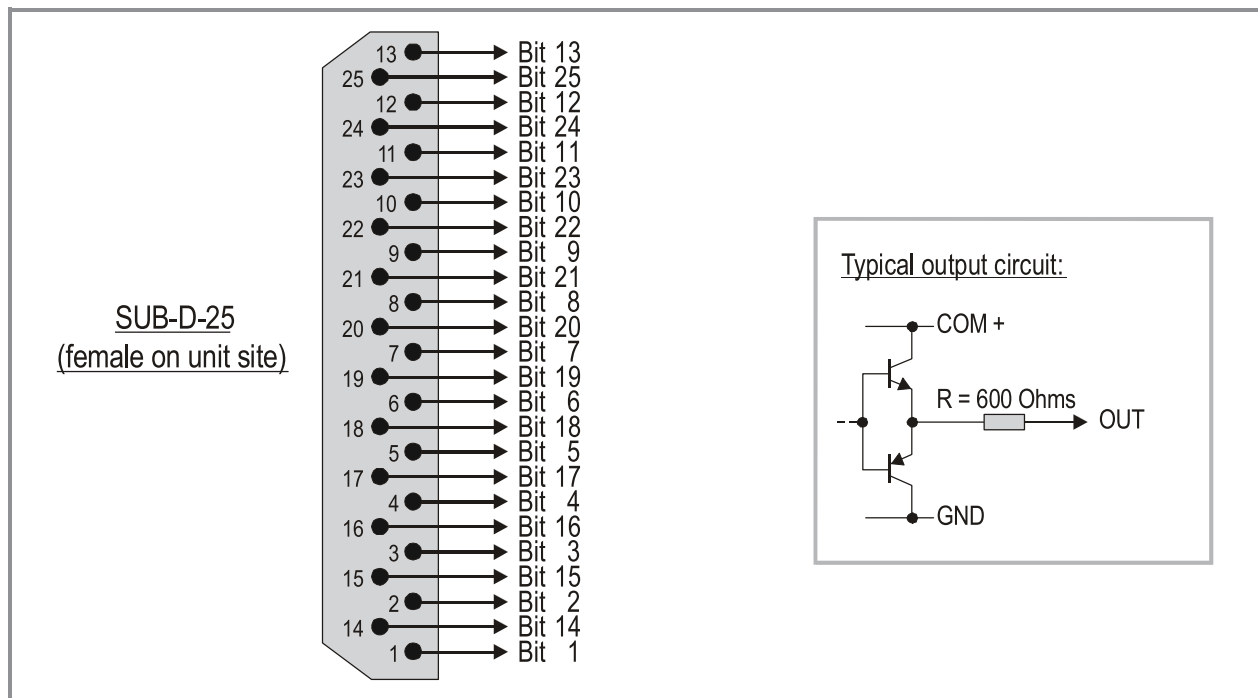 13 Bit 13
25 Bit 25
12 Bit 12
24 Bit 24
11 Bit 11
23 Bit 23
10 Bit 10
22 Bit 22
9 Bit 9
21 Bit 21
8 Bit 8
20 Bit 20
7 Bit 7
19 Bit 19
6 Bit 6
18 Bit 18
5 Bit 5
17 Bit 17
4 Bit 4
16 Bit 16
3 Bit 3
15 Bit 15
2 Bit 2
14 Bit 14
1 Bit 1
SUB-D-25
(female on unit site)
Typical output circuit:
COM +
R = 600 Ohms
OUT
GND